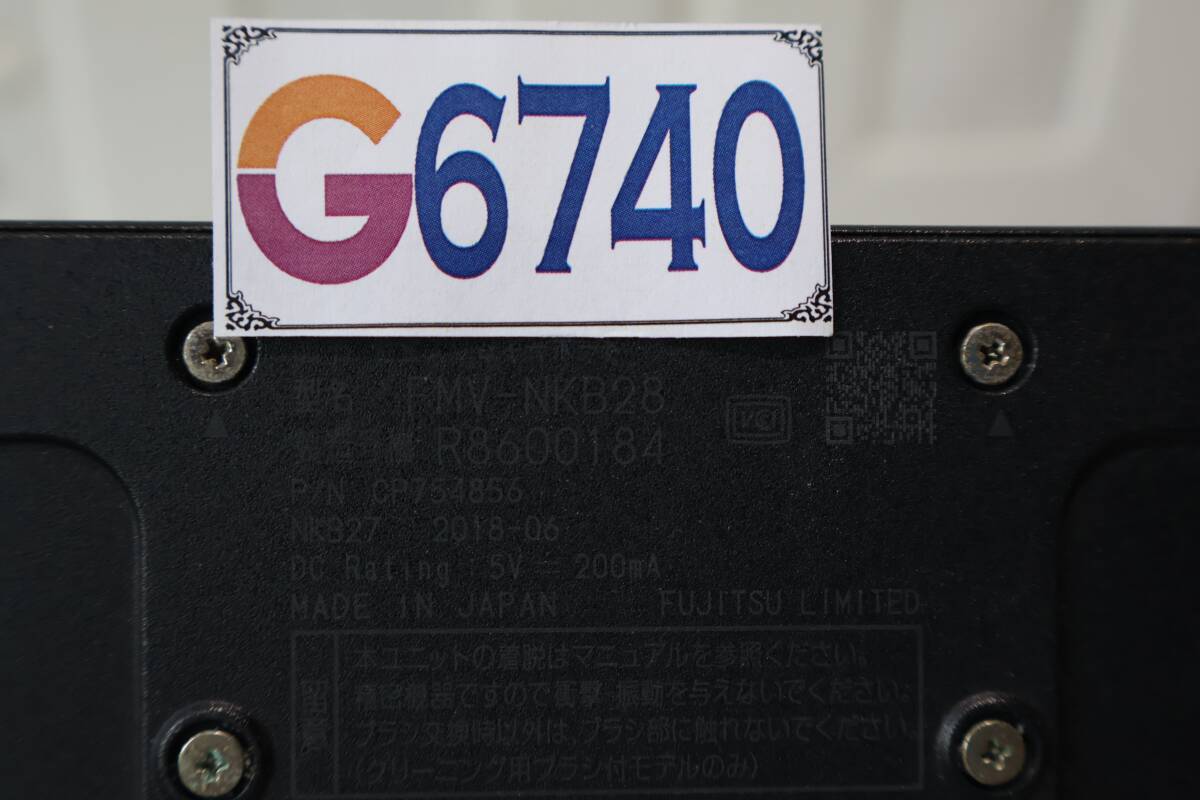 G6740
型名 FMV-NKB28
R8600184
P/N CP754856
NKB27 2018-06
DC Rating 5V ⎓ 200mA
MADE IN JAPAN FUJITSU LIMITED
VCI
留意
本ユニットの着脱はマニュアルを参照ください。
精密機器ですので衝撃・振動を与えないでください。
ブラシ交換時以外は、ブラシ部に触れないでください。
(クリーニング用ブラシ付モデルのみ)